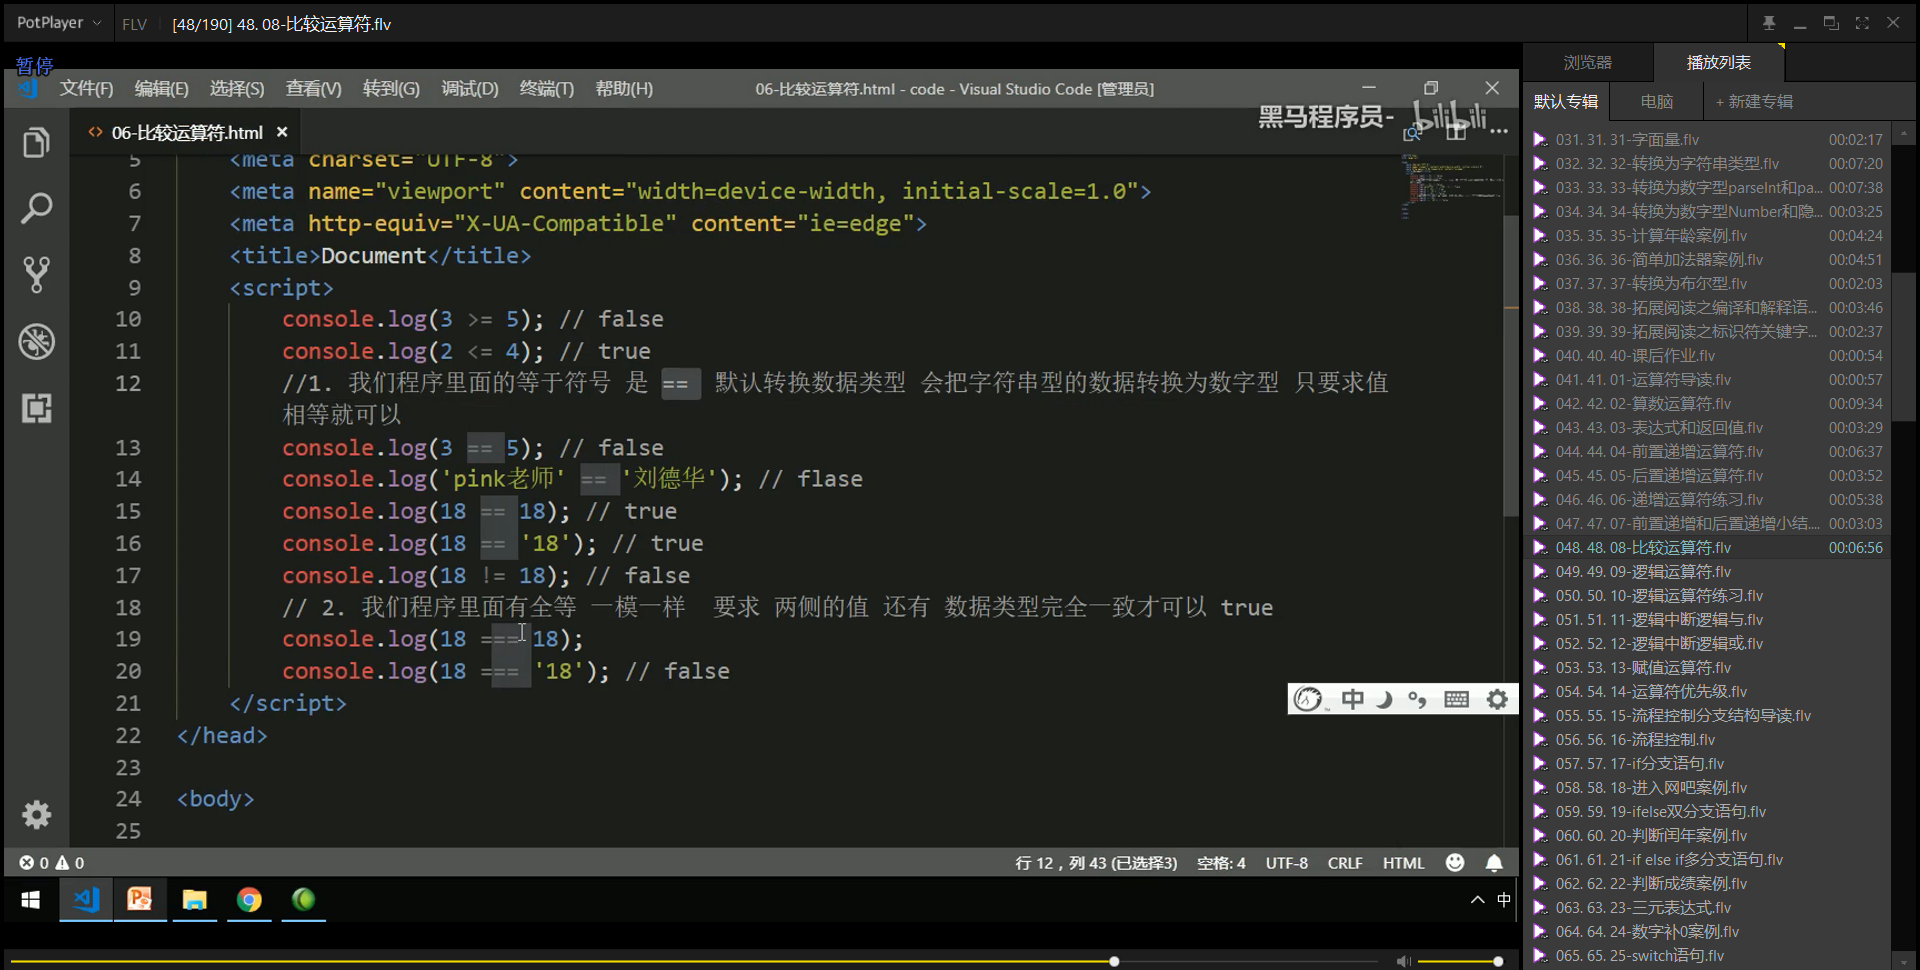 PotPlayer
FLV
[48/190] 48. 08-比较运算符.flv
暂停
文件(F) 编辑(E) 选择(S) 查看(V) 转到(G) 调试(D) 终端(T) 帮助(H)
06-比较运算符.html - code - Visual Studio Code [管理员]
06-比较运算符.html
黑马程序员-
bilibili
5 <meta charset="UTF-8">
6 <meta name="viewport" content="width=device-width, initial-scale=1.0">
7 <meta http-equiv="X-UA-Compatible" content="ie=edge">
8 <title>Document</title>
9 <script>
10 console.log(3 >= 5); // false
11 console.log(2 <= 4); // true
12 //1. 我们程序里面的等于符号 是 == 默认转换数据类型 会把字符串型的数据转换为数字型 只要求值
相等就可以
13 console.log(3 == 5); // false
14 console.log('pink老师' == '刘德华'); // flase
15 console.log(18 == 18); // true
16 console.log(18 == '18'); // true
17 console.log(18 != 18); // false
18 // 2. 我们程序里面有全等 一模一样 要求 两侧的值 还有 数据类型完全一致才可以 true
19 console.log(18 === 18);
20 console.log(18 === '18'); // false
21 </script>
22 </head>
23
24 <body>
25
中
0 0
行 12，列 43 (已选择3) 空格: 4 UTF-8 CRLF HTML
中
浏览器 播放列表
默认专辑 电脑 + 新建专辑
031. 31. 31-字面量.flv 00:02:17
032. 32. 32-转换为字符串类型.flv 00:07:20
033. 33. 33-转换为数字型parseInt和pa... 00:07:38
034. 34. 34-转换为数字型Number和隐... 00:03:25
035. 35. 35-计算年龄案例.flv 00:04:24
036. 36. 36-简单加法器案例.flv 00:04:51
037. 37. 37-转换为布尔型.flv 00:02:03
038. 38. 38-拓展阅读之编译和解释语... 00:03:46
039. 39. 39-拓展阅读之标识符关键字... 00:02:37
040. 40. 40-课后作业.flv 00:00:54
041. 41. 01-运算符导读.flv 00:00:57
042. 42. 02-算数运算符.flv 00:09:34
043. 43. 03-表达式和返回值.flv 00:03:29
044. 44. 04-前置递增运算符.flv 00:06:37
045. 45. 05-后置递增运算符.flv 00:03:52
046. 46. 06-递增运算符练习.flv 00:05:38
047. 47. 07-前置递增和后置递增小结.... 00:03:03
048. 48. 08-比较运算符.flv 00:06:56
049. 49. 09-逻辑运算符.flv
050. 50. 10-逻辑运算符练习.flv
051. 51. 11-逻辑中断逻辑与.flv
052. 52. 12-逻辑中断逻辑或.flv
053. 53. 13-赋值运算符.flv
054. 54. 14-运算符优先级.flv
055. 55. 15-流程控制分支结构导读.flv
056. 56. 16-流程控制.flv
057. 57. 17-if分支语句.flv
058. 58. 18-进入网吧案例.flv
059. 59. 19-ifelse双分支语句.flv
060. 60. 20-判断闰年案例.flv
061. 61. 21-if else if多分支语句.flv
062. 62. 22-判断成绩案例.flv
063. 63. 23-三元表达式.flv
064. 64. 24-数字补0案例.flv
065. 65. 25-switch语句.flv